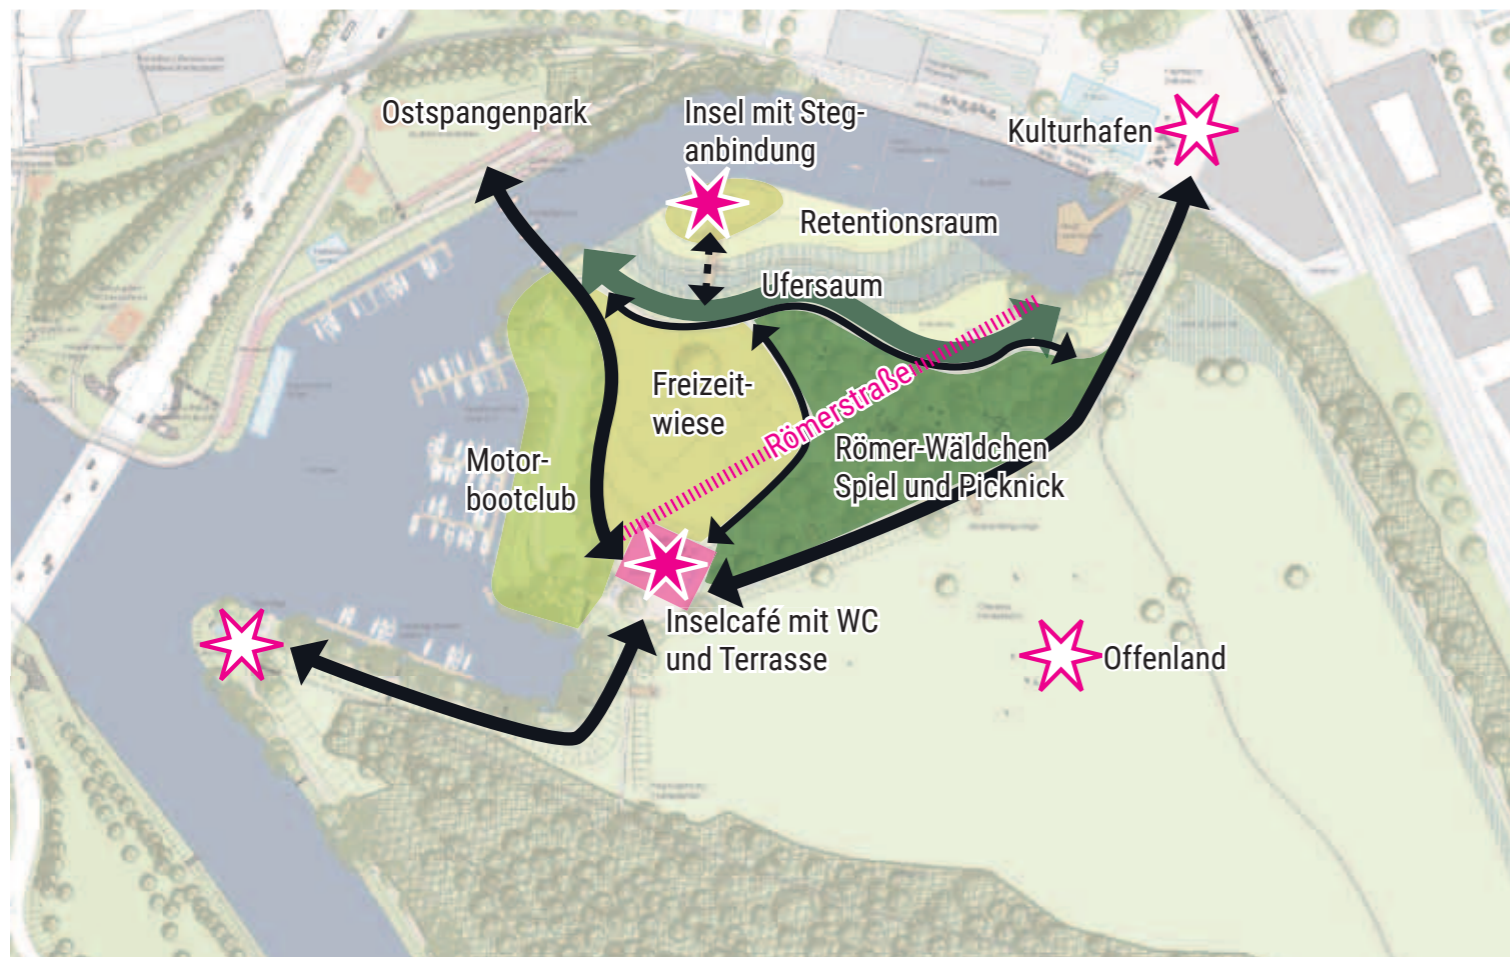 Ostspangenpark
Insel mit Steg-
anbindung
Kulturhafen
Retentionsraum
Ufersaum
Freizeit-
wiese
Römerstraße
Motor-
bootclub
Römer-Wäldchen
Spiel und Picknick
Inselcafé mit WC
und Terrasse
Offenland